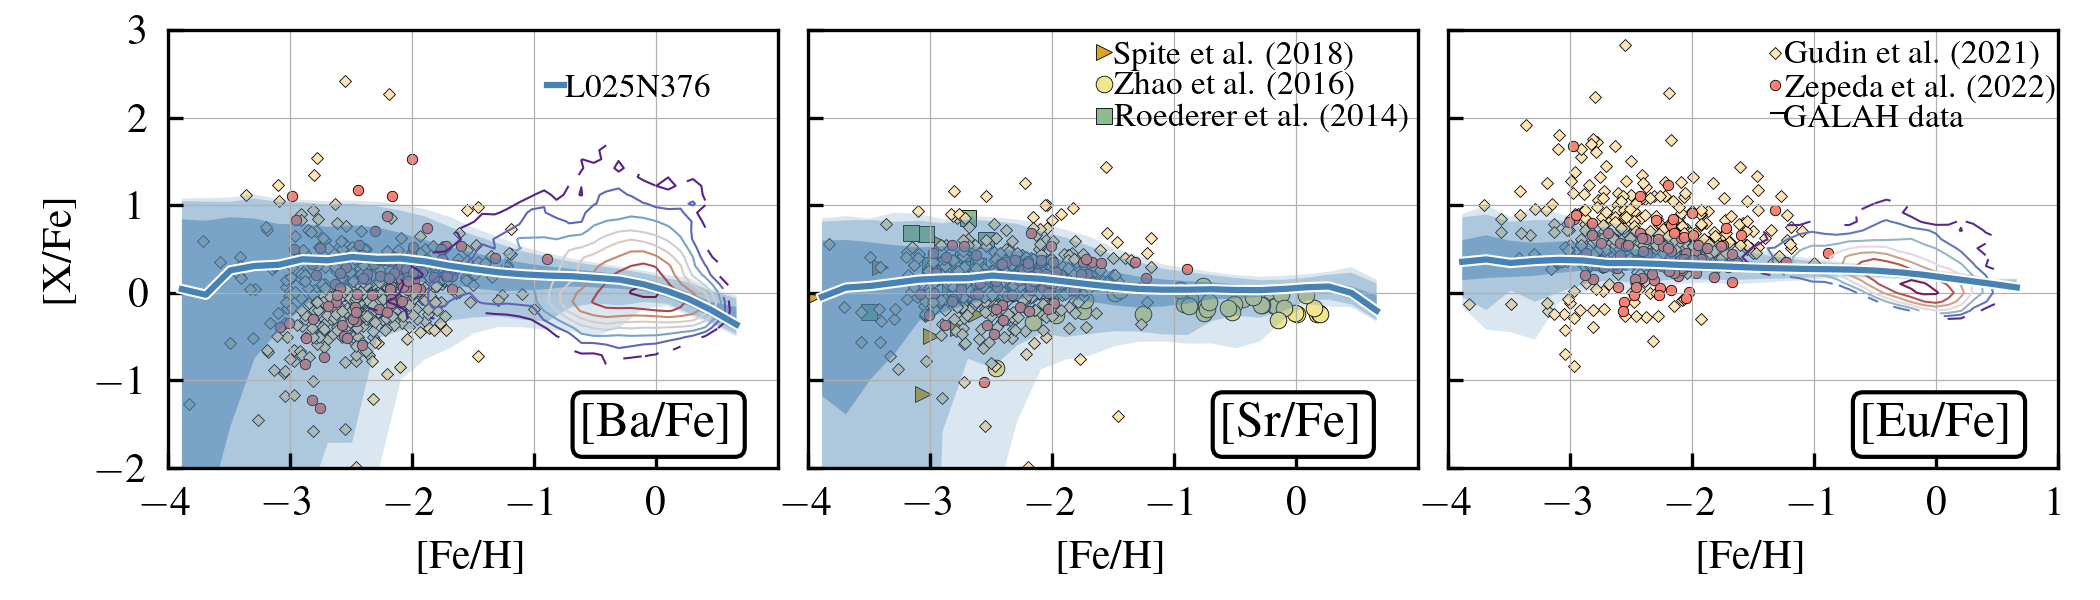 3
2
1
0
−1
−2
[X/Fe]
L025N376
[Ba/Fe]
−4
−3
−2
−1
0
[Fe/H]
Spite et al. (2018)
Zhao et al. (2016)
Roederer et al. (2014)
[Sr/Fe]
−4
−3
−2
−1
0
[Fe/H]
Gudin et al. (2021)
Zepeda et al. (2022)
GALAH data
[Eu/Fe]
−4
−3
−2
−1
0
1
[Fe/H]